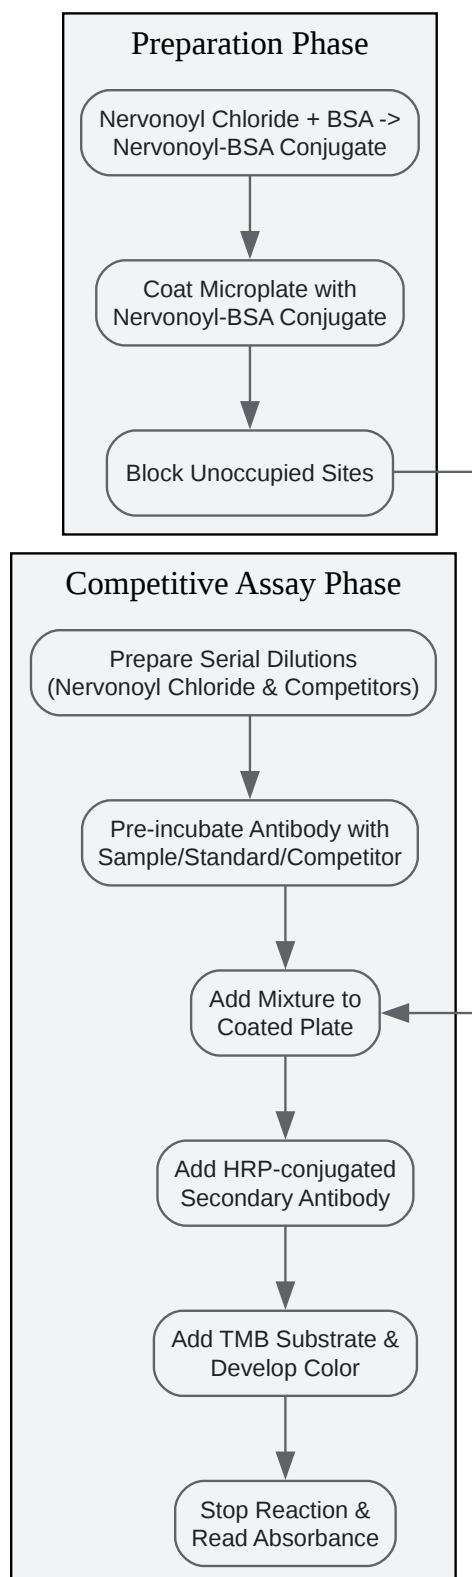 Preparation Phase
Nervonoyl Chloride + BSA ->
Nervonoyl-BSA Conjugate
Coat Microplate with
Nervonoyl-BSA Conjugate
Block Unoccupied Sites
Competitive Assay Phase
Prepare Serial Dilutions
(Nervonoyl Chloride & Competitors)
Pre-incubate Antibody with
Sample/Standard/Competitor
Add Mixture to
Coated Plate
Add HRP-conjugated
Secondary Antibody
Add TMB Substrate &
Develop Color
Stop Reaction &
Read Absorbance